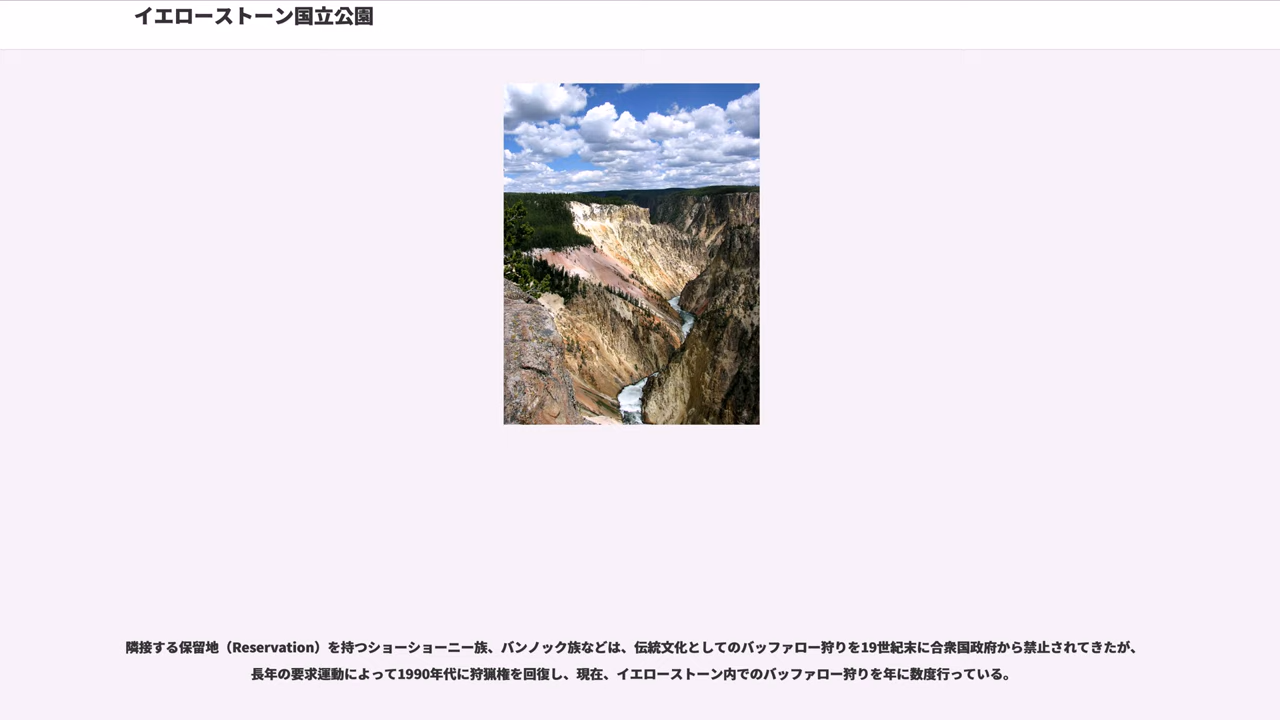 イエローストーン国立公園
隣接する保留地（Reservation）を持つショーショーニー族、バンノック族などは、伝統文化としてのバッファロー狩りを19世紀末に合衆国政府から禁止されてきたが、
長年の要求運動によって1990年代に狩猟権を回復し、現在、イエローストーン内でのバッファロー狩りを年に数度行っている。